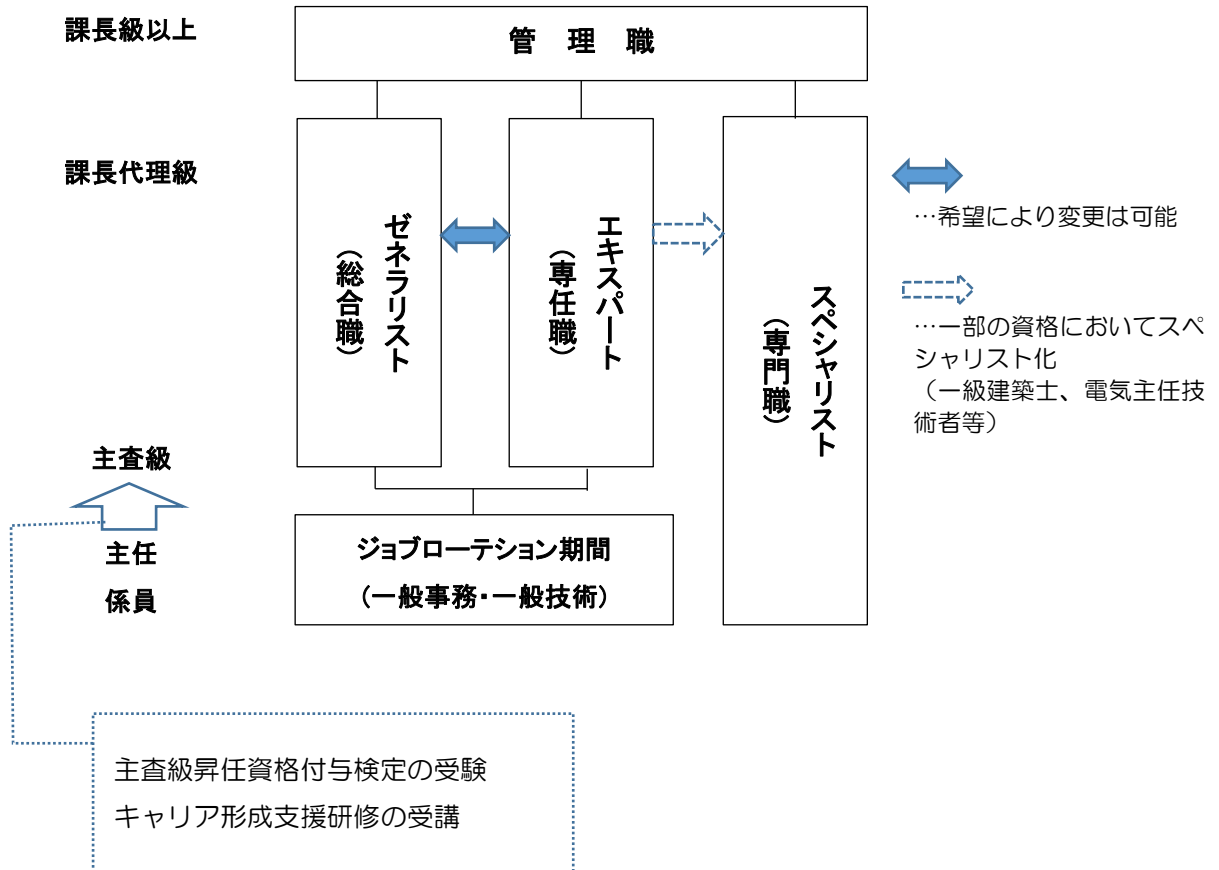 課長級以上
管 理 職
課長代理級
ゼネラリスト
（総合職）
エキスパート
（専任職）
スペシャリスト
（専門職）
…希望により変更は可能
…一部の資格においてスペ
シャリスト化
（一級建築士、電気主任技
術者等）
主査級
主任
係員
ジョブローテション期間
（一般事務・一般技術）
主査級昇任資格付与検定の受験
キャリア形成支援研修の受講